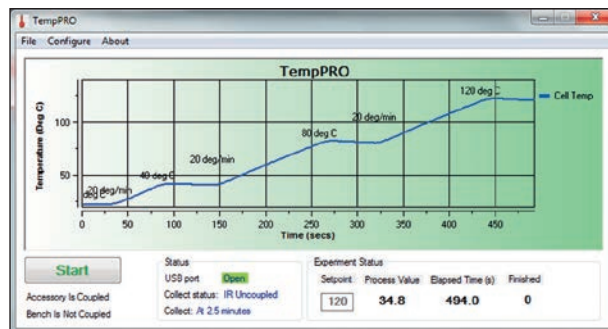 TempPRO
File Configure About
TempPRO
120 deg C
Cell Temp
20 deg/min
80 deg C
20 deg/min
40 deg C
20 deg/min
deg C
Temperature (Deg C)
100
50
0 50 100 150 200 250 300 350 400 450
Time (secs)
Start
Accessory Is Coupled
Bench Is Not Coupled
Status
USB port Open
Collect status: IR Uncoupled
Collect: At 2.5 minutes
Experiment Status
Setpoint Process Value Elapsed Time (s) Finished
120 34.8 494.0 0